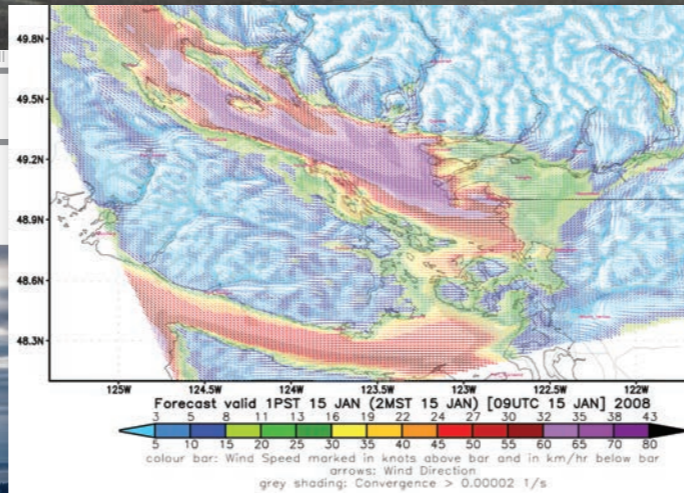 49.8N
49.5N
49.2N
48.9N
48.6N
48.3N
125W 124.5W 124W 123.5W 123W 122.5W 122W
Forecast valid 1PST 15 JAN (2MST 15 JAN) [09UTC 15 JAN] 2008
3 5 8 11 13 16 19 22 24 27 30 32 35 38 43
5 10 15 20 25 30 35 40 45 50 55 60 65 70 80
colour bar: Wind Speed marked in knots above bar and in km/hr below bar
arrows: Wind Direction
grey shading: Convergence > 0.00002 1/s